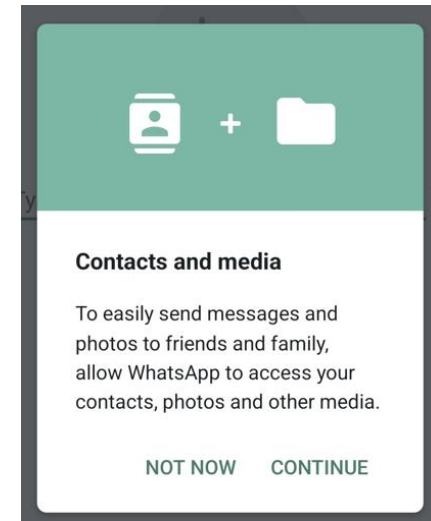 Ty
Contacts and media
To easily send messages and
photos to friends and family,
allow WhatsApp to access your
contacts, photos and other media.
NOT NOW CONTINUE